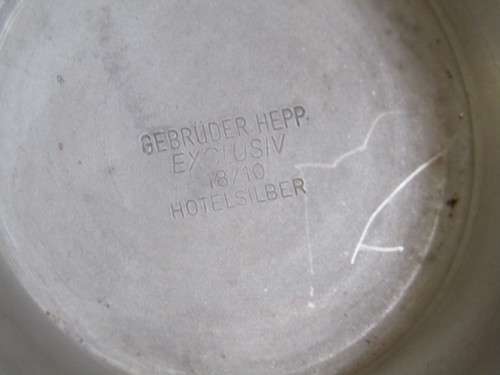 GEBRÜDER HEPP
EXCLUSIV
18/10
HOTELSILBER